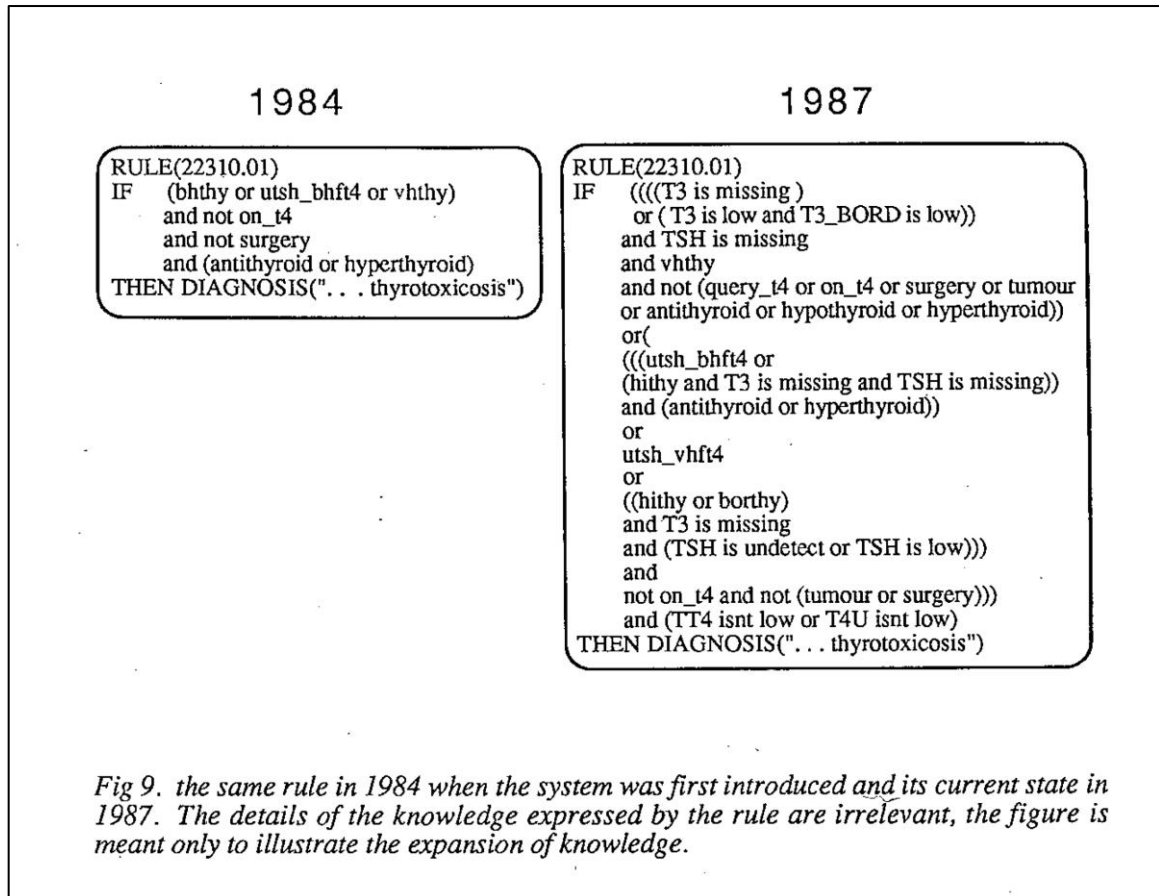 1984
RULE(22310.01)
IF (bhthy or utsh_bhft4 or vhthy)
and not on_t4
and not surgery
and (antithyroid or hyperthyroid)
THEN DIAGNOSIS(". . . thyrotoxicosis")
1987
RULE(22310.01)
IF ((((T3 is missing )
or ( T3 is low and T3_BORD is low))
and TSH is missing
and vhthy
and not (query_t4 or on_t4 or surgery or tumour
or antithyroid or hypothyroid or hyperthyroid))
or(
(((utsh_bhft4 or
(hithy and T3 is missing and TSH is missing))
and (antithyroid or hyperthyroid))
or
utsh_vhft4
or
((hithy or borthy)
and T3 is missing
and (TSH is undetect or TSH is low)))
and
not on_t4 and not (tumour or surgery)))
and (TT4 isnt low or T4U isnt low)
THEN DIAGNOSIS(". . . thyrotoxicosis")
Fig 9. the same rule in 1984 when the system was first introduced and its current state in
1987. The details of the knowledge expressed by the rule are irrelevant, the figure is
meant only to illustrate the expansion of knowledge.